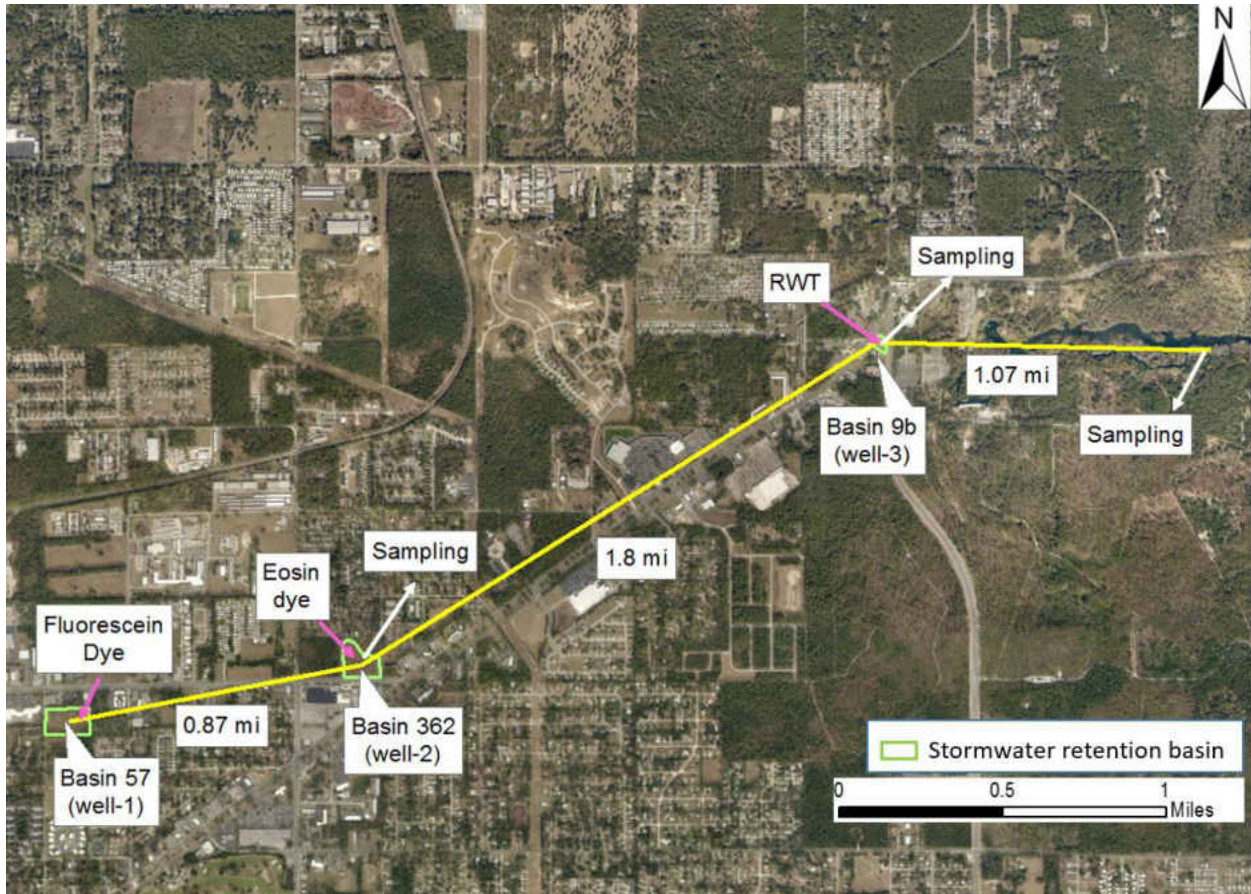 N
Sampling
RWT
1.07 mi
Sampling
Basin 9b
(well-3)
Sampling
1.8 mi
Eosin
dye
Fluorescein
Dye
0.87 mi
Basin 362
(well-2)
Basin 57
(well-1)
Stormwater retention basin
0 0.5 1
Miles